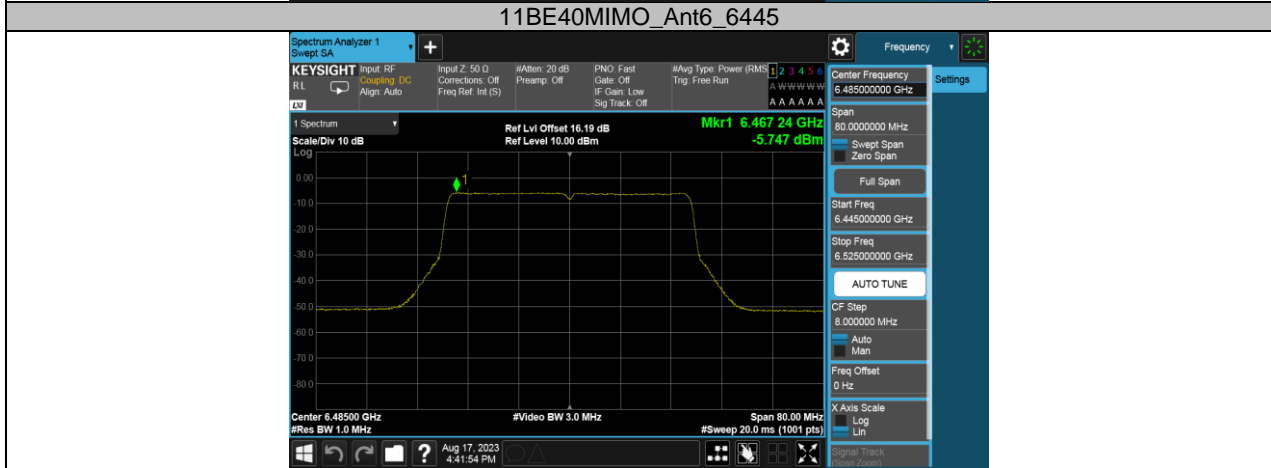 11BE40MIMO_Ant6_6445
Spectrum Analyzer 1
Swept SA
Frequency
KEYSIGHT
RL
LXI
Input: RF
Coupling: DC
Align: Auto
Input Z: 50 Ω
Corrections: Off
Freq Ref: Int (S)
#Atten: 20 dB
Preamp: Off
PNO: Fast
Gate: Off
IF Gain: Low
Sig Track: Off
#Avg Type: Power (RMS
Trig: Free Run
1 2 3 4 5 6
A W W W W W
A A A A A A
1 Spectrum
Scale/Div 10 dB
Log
Ref Lvl Offset 16.19 dB
Ref Level 10.00 dBm
Mkr1 6.467 24 GHz
-5.747 dBm
1
0.00
-10.0
-20.0
-30.0
-40.0
-50.0
-60.0
-70.0
-80.0
Center 6.48500 GHz
#Res BW 1.0 MHz
#Video BW 3.0 MHz
Span 80.00 MHz
#Sweep 20.0 ms (1001 pts)
Aug 17, 2023
4:41:54 PM
Center Frequency
6.485000000 GHz
Settings
Span
80.0000000 MHz
Swept Span
Zero Span
Full Span
Start Freq
6.445000000 GHz
Stop Freq
6.525000000 GHz
AUTO TUNE
CF Step
8.000000 MHz
Auto
Man
Freq Offset
0 Hz
X Axis Scale
Log
Lin
Signal Track
(Span Zoom)